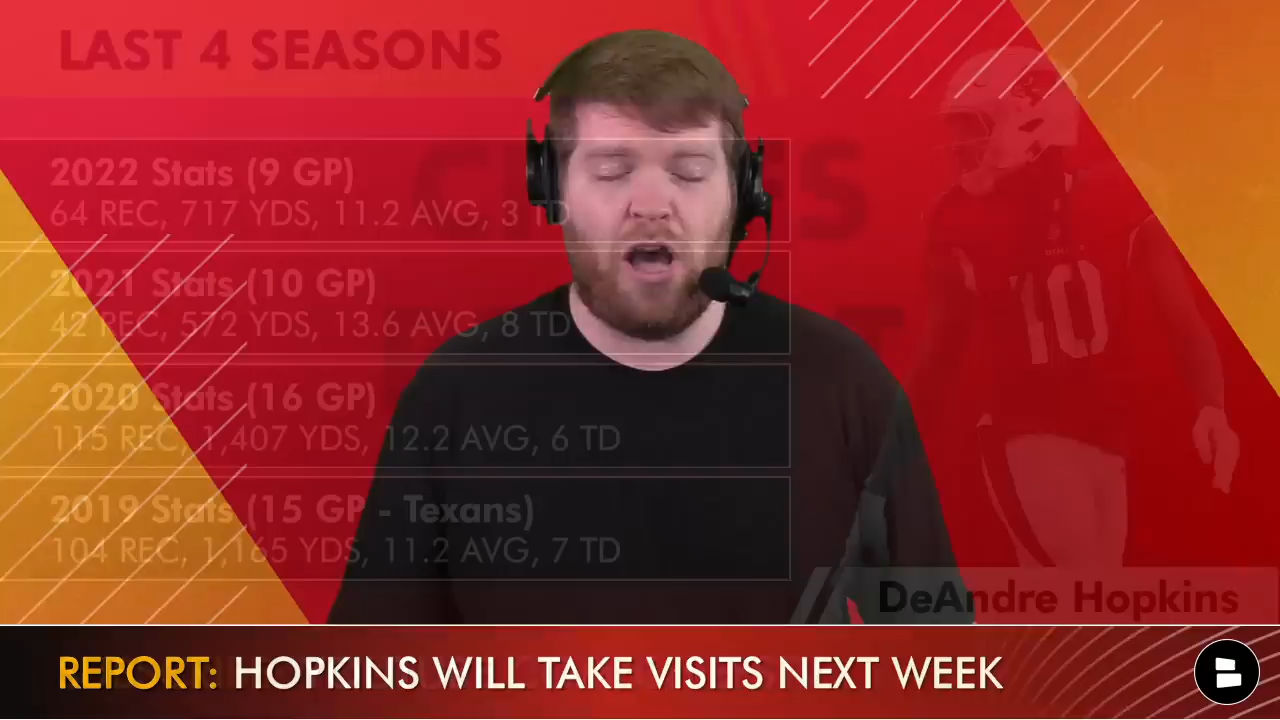 LAST 4 SEASONS
2022 Stats (9 GP)
64 REC, 717 YDS, 11.2 AVG, 3 TD
2021 Stats (10 GP)
42 REC, 572 YDS, 13.6 AVG, 8 TD
2020 Stats (16 GP)
115 REC, 1,407 YDS, 12.2 AVG, 6 TD
2019 Stats (15 GP - Texans)
104 REC, 1,165 YDS, 11.2 AVG, 7 TD
10
DeAndre Hopkins
REPORT: HOPKINS WILL TAKE VISITS NEXT WEEK